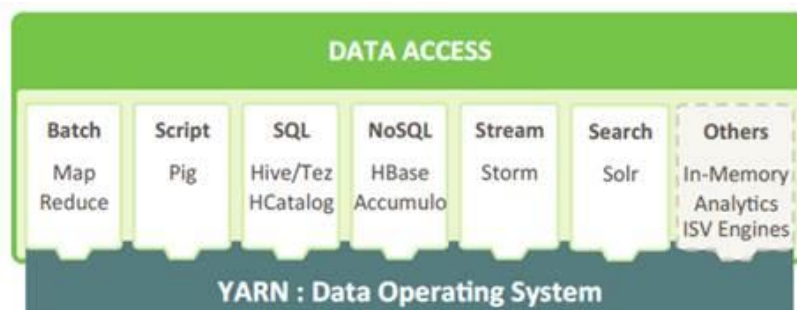 DATA ACCESS
Batch
Map
Reduce
Script
Pig
SQL
Hive/Tez
HCatalog
NoSQL
HBase
Accumulo
Stream
Storm
Search
Solr
Others
In-Memory
Analytics
ISV Engines
YARN : Data Operating System